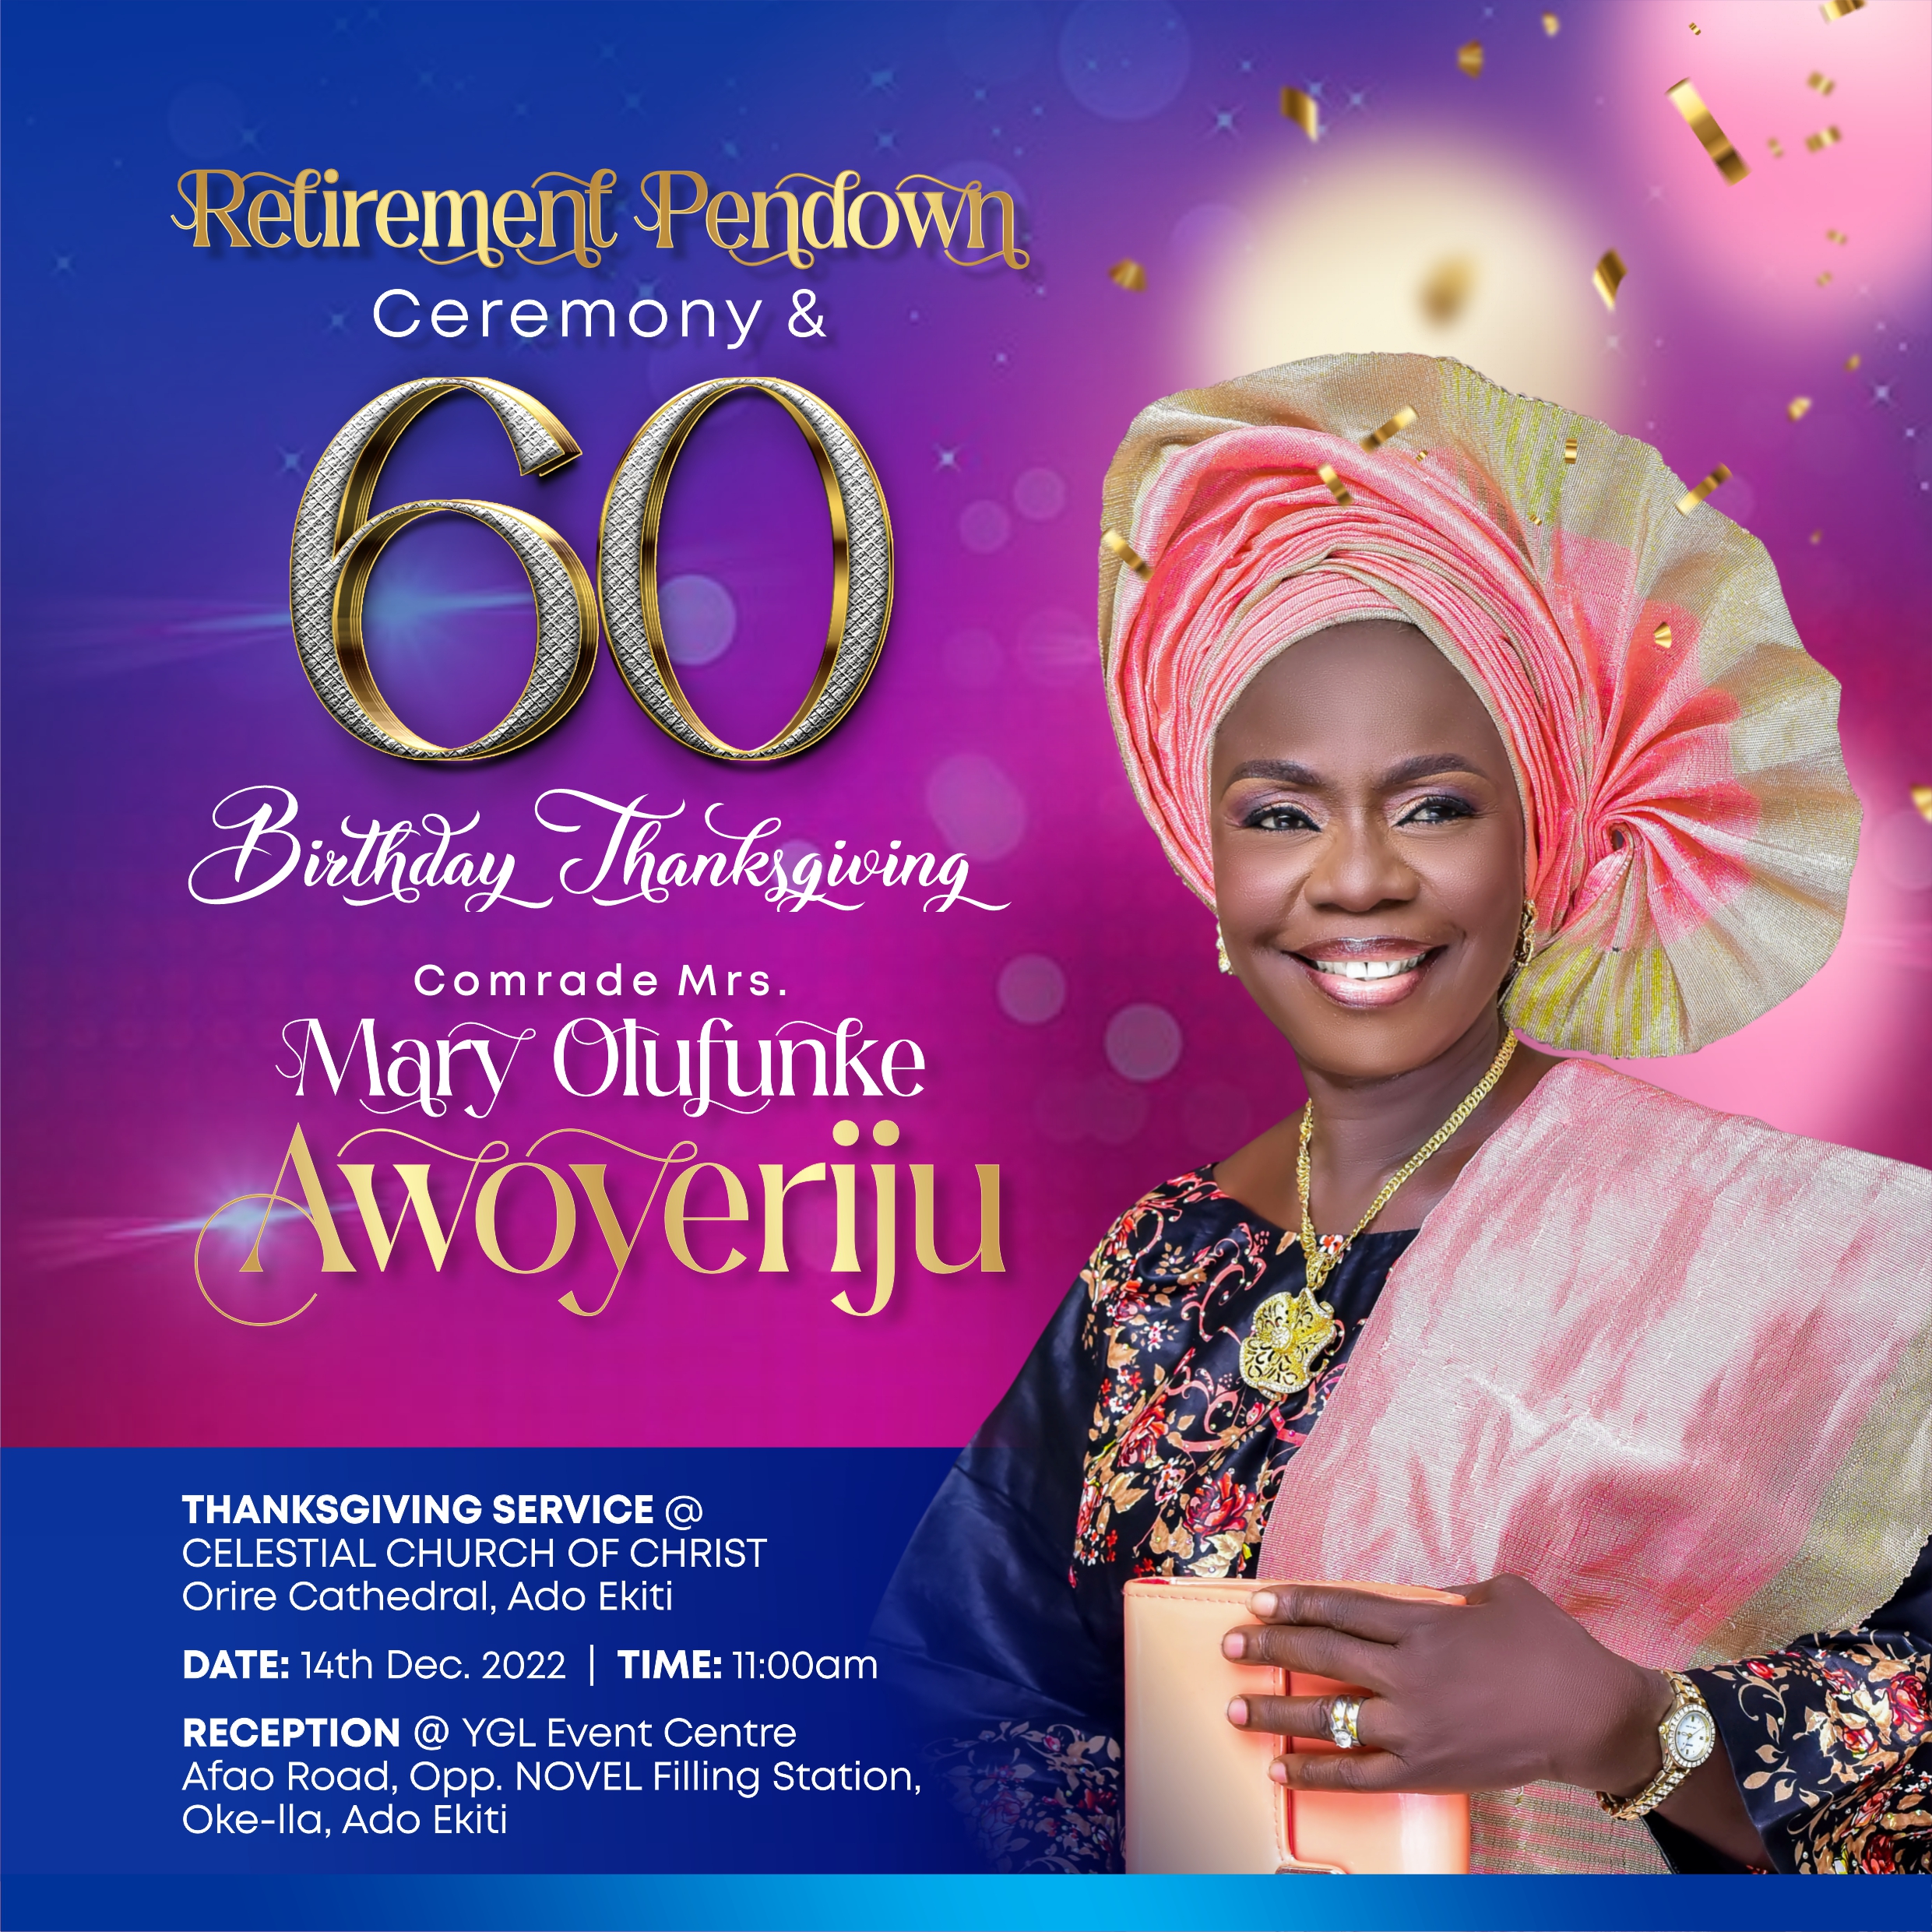 Retirement Pendown
Ceremony &
60
Birthday Thanksgiving
Comrade Mrs.
Mary Olufunke
Awoyeriju
THANKSGIVING SERVICE @
CELESTIAL CHURCH OF CHRIST
Orire Cathedral, Ado Ekiti
DATE: 14th Dec. 2022 | TIME: 11:00am
RECEPTION @ YGL Event Centre
Afao Road, Opp. NOVEL Filling Station,
Oke-Ila, Ado Ekiti